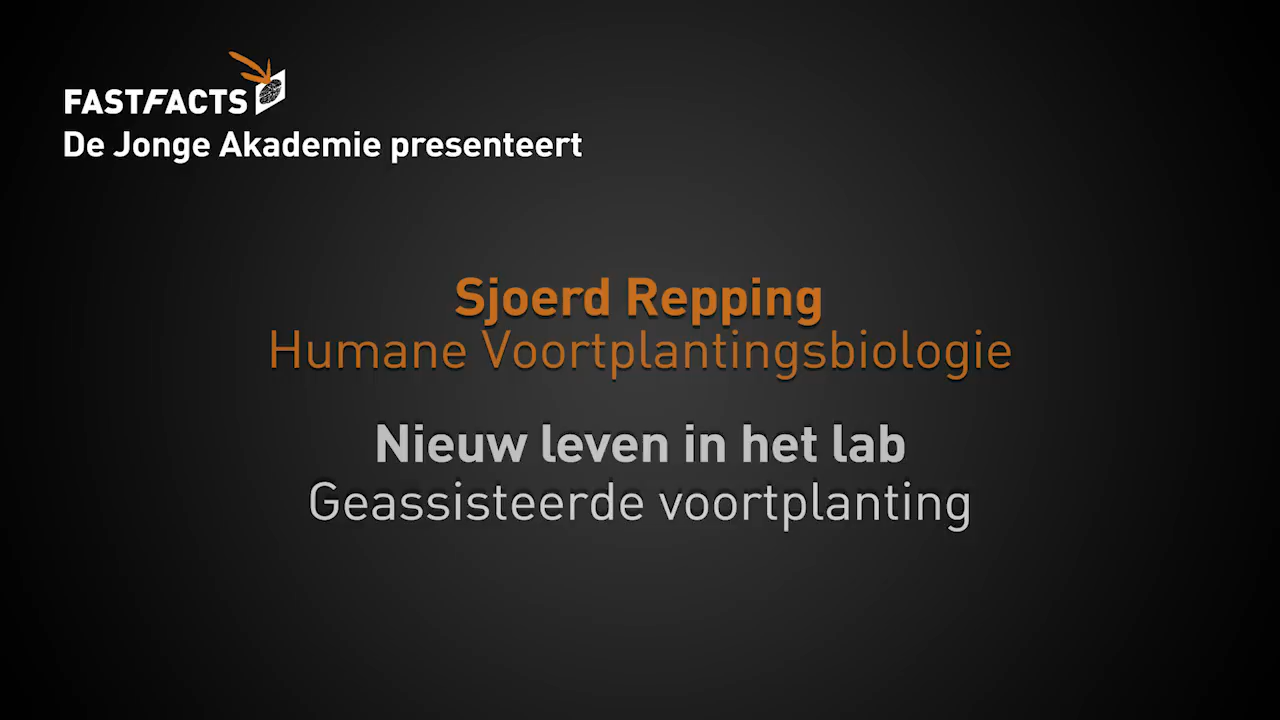 FASTFACTS
De Jonge Akademie presenteert
Sjoerd Repping
Humane Voortplantingsbiologie
Nieuw leven in het lab
Geassisteerde voortplanting